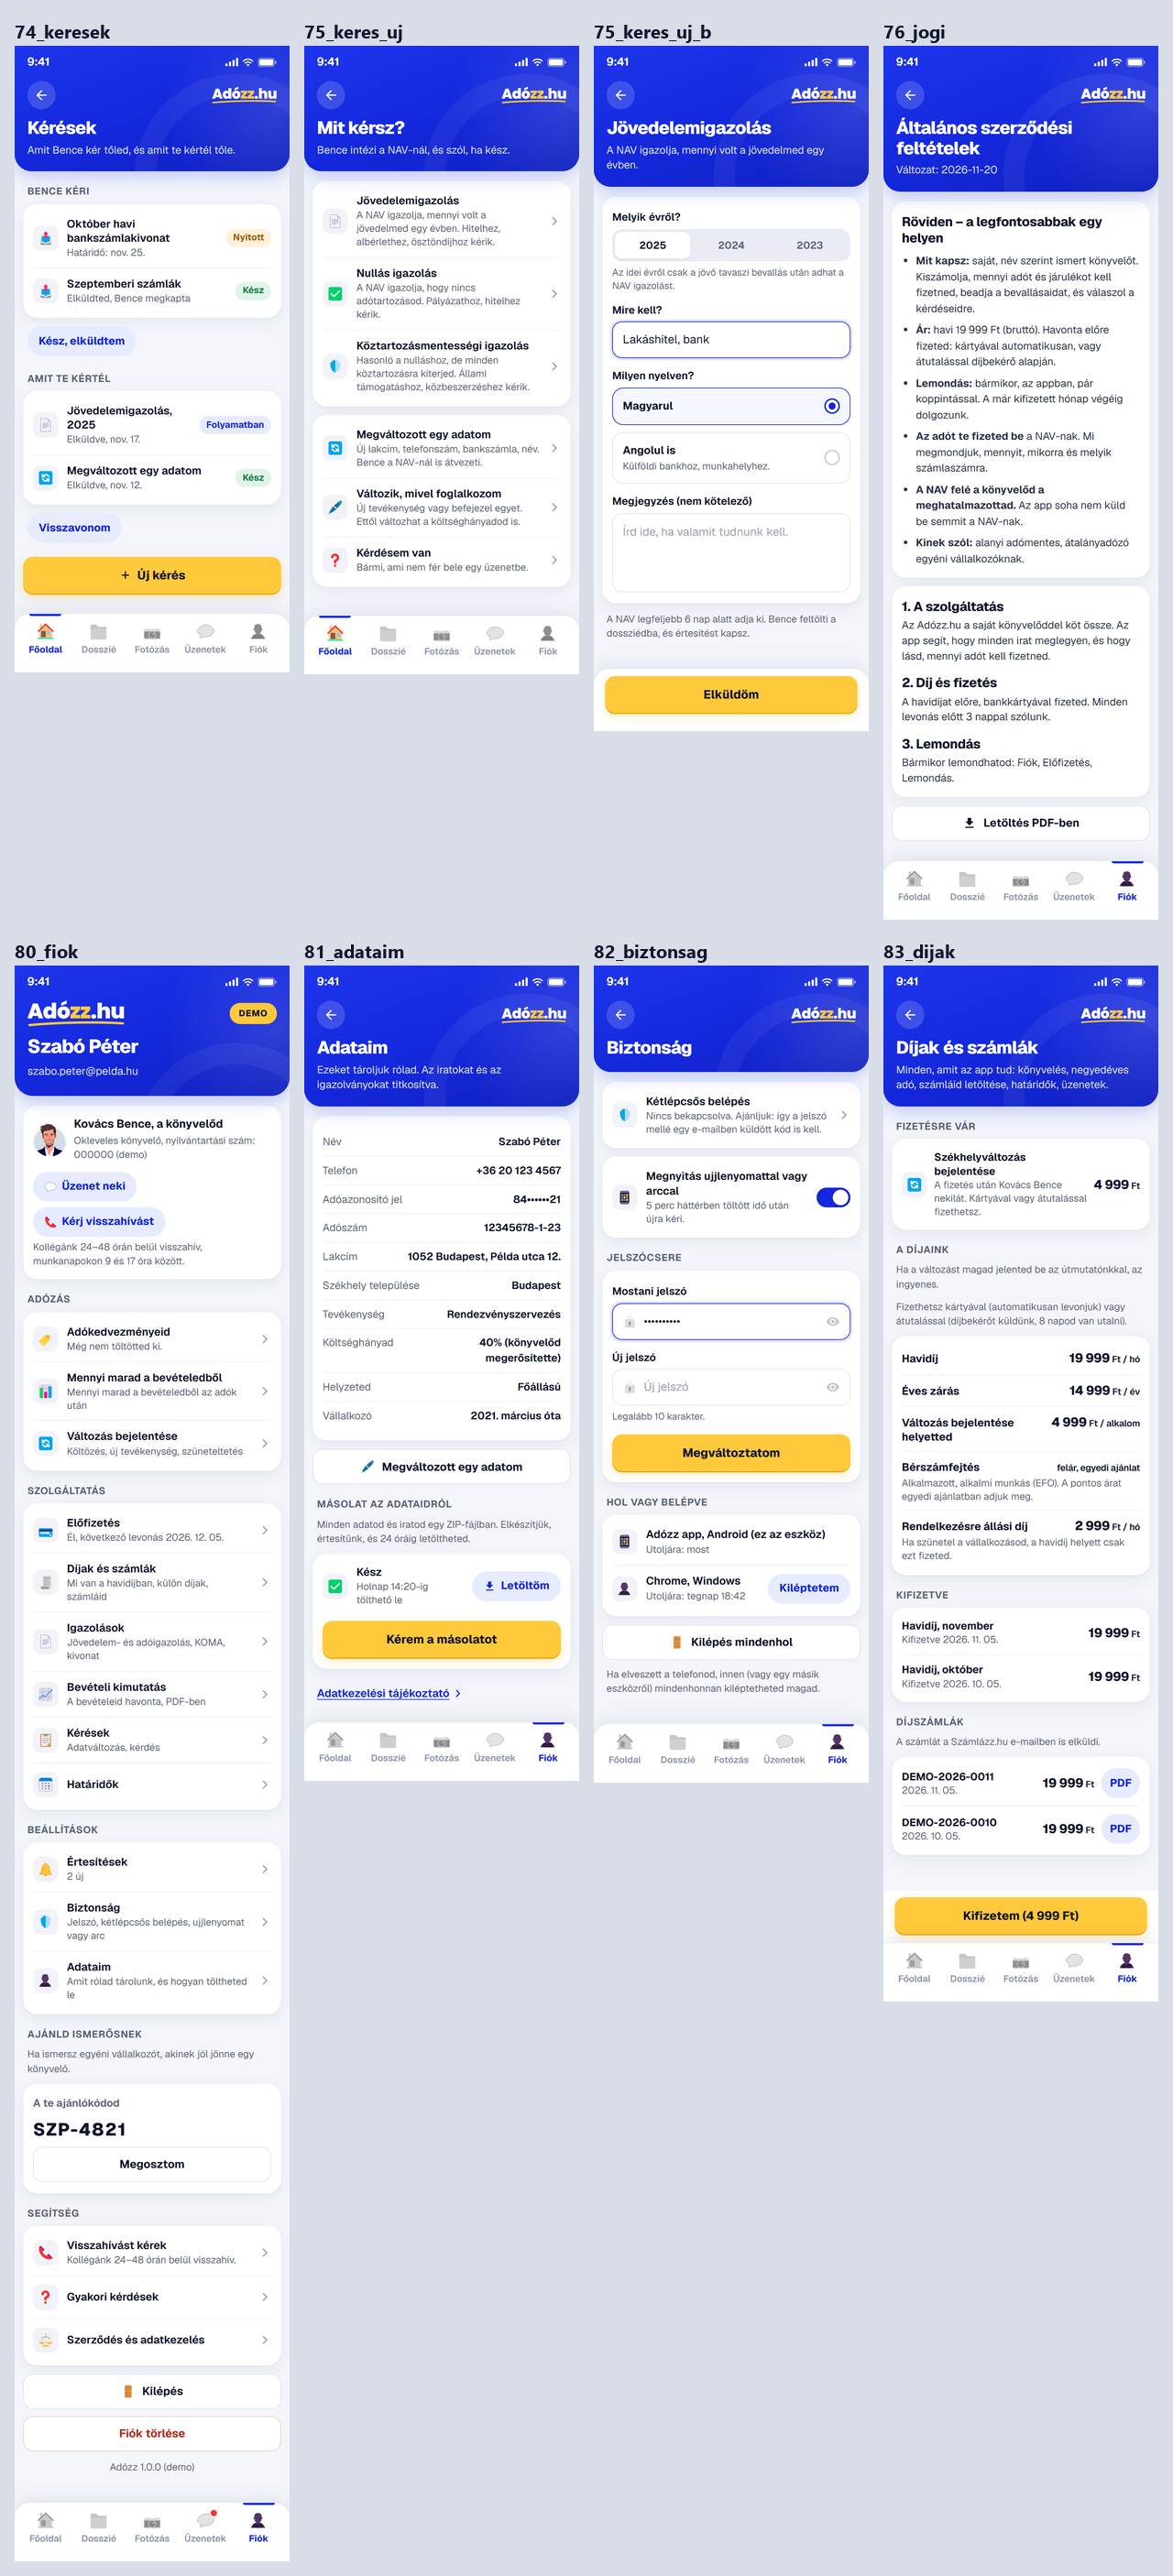 74_keresek
9:41
Adózz.hu
Kérések
Amit Bence kér tőled, és amit te kértél tőle.
BENCE KÉRI
Október havi
bankszámlakivonat
Határidő: nov. 25.
Nyitott
Szeptemberi számlák
Elküldted, Bence megkapta
Kész
Kész, elküldtem
AMIT TE KÉRTÉL
Jövedelemigazolás,
2025
Elküldve, nov. 17.
Folyamatban
Megváltozott egy adatom
Elküldve, nov. 12.
Kész
Visszavonom
+ Új kérés
Főoldal
Dosszié
Fotózás
Üzenetek
Fiók
75_keres_uj
9:41
Adózz.hu
Mit kérsz?
Bence intézi a NAV-nál, és szól, ha kész.
Jövedelemigazolás
A NAV igazolja, mennyi volt a
jövedelmed egy évben. Hitelhez,
albérlethez, ösztöndíjhoz kérik.
Nullás igazolás
A NAV igazolja, hogy nincs
adótartozásod. Pályázathoz, hitelhez
kérik.
Köztartozásmentességi igazolás
Hasonló a nulláshoz, de minden
köztartozásra kiterjed. Állami
támogatáshoz, közbeszerzéshez kérik.
Megváltozott egy adatom
Új lakcím, telefonszám, bankszámla, név.
Bence a NAV-nál is átvezeti.
Változik, mivel foglalkozom
Új tevékenység vagy befejezel egyet.
Ettől változhat a költséghányadod is.
Kérdésem van
Bármi, ami nem fér bele egy üzenetbe.
Főoldal
Dosszié
Fotózás
Üzenetek
Fiók
75_keres_uj_b
9:41
Adózz.hu
Jövedelemigazolás
A NAV igazolja, mennyi volt a jövedelmed egy
évben.
Melyik évről?
2025
2024
2023
Az idei évről csak a jövő tavaszi bevallás után adhat a
NAV igazolást.
Mire kell?
Lakáshitel, bank
Milyen nyelven?
Magyarul
Angolul is
Külföldi bankhoz, munkahelyhez.
Megjegyzés (nem kötelező)
Írd ide, ha valamit tudnunk kell.
A NAV legfeljebb 6 nap alatt adja ki. Bence feltölti a
dossziédba, és értesítést kapsz.
Elküldöm
76_jogi
9:41
Adózz.hu
Általános szerződési
feltételek
Változat: 2026-11-20
Röviden – a legfontosabbak egy
helyen
• Mit kapsz: saját, név szerint ismert könyvelőt.
Kiszámolja, mennyi adót és járulékot kell
fizetned, beadja a bevallásaidat, és válaszol a
kérdéseidre.
• Ár: havi 19 999 Ft (bruttó). Havonta előre
fizeted: kártyával automatikusan, vagy
átutalással díjbekérő alapján.
• Lemondás: bármikor, az appban, pár
koppintással. A már kifizetett hónap végéig
dolgozunk.
• Az adót te fizeted be a NAV-nak. Mi
megmondjuk, mennyit, mikorra és melyik
számlaszámra.
• A NAV felé a könyvelőd a
meghatalmazottad. Az app soha nem küld
be semmit a NAV-nak.
• Kinek szól: alanyi adómentes, átalányadózó
egyéni vállalkozóknak.
1. A szolgáltatás
Az Adózz.hu a saját könyvelőddel köt össze. Az
app segít, hogy minden irat meglegyen, és hogy
lásd, mennyi adót kell fizetned.
2. Díj és fizetés
A havidíjat előre, bankkártyával fizeted. Minden
levonás előtt 3 nappal szólunk.
3. Lemondás
Bármikor lemondhatod: Fiók, Előfizetés,
Lemondás.
Letöltés PDF-ben
Főoldal
Dosszié
Fotózás
Üzenetek
Fiók
80_fiok
9:41
Adózz.hu
DEMO
Szabó Péter
szabo.peter@pelda.hu
Kovács Bence, a könyvelőd
Okleveles könyvelő, nyilvántartási szám:
000000 (demo)
Üzenet neki
Kérj visszahívást
Kollégánk 24–48 órán belül visszahív,
munkanapokon 9 és 17 óra között.
ADÓZÁS
Adókedvezményeid
Még nem töltötted ki.
Mennyi marad a bevételedből
Mennyi marad a bevételedből az adók
után
Változás bejelentése
Költözés, új tevékenység, szüneteltetés
SZOLGÁLTATÁS
Előfizetés
Él, következő levonás 2026. 12. 05.
Díjak és számlák
Mi van a havidíjban, külön díjak,
számláid
Igazolások
Jövedelem- és adóigazolás, KOMA,
kivonat
Bevételi kimutatás
A bevételeid havonta, PDF-ben
Kérések
Adatváltozás, kérdés
Határidők
BEÁLLÍTÁSOK
Értesítések
2 új
Biztonság
Jelszó, kétlépcsős belépés, ujjlenyomat
vagy arc
Adataim
Amit rólad tárolunk, és hogyan töltheted
le
AJÁNLD ISMERŐSNEK
Ha ismersz egyéni vállalkozót, akinek jól jönne egy
könyvelő.
A te ajánlókódod
SZP-4821
Megosztom
SEGÍTSÉG
Visszahívást kérek
Kollégánk 24–48 órán belül visszahív.
Gyakori kérdések
Szerződés és adatkezelés
Kilépés
Fiók törlése
Adózz 1.0.0 (demo)
Főoldal
Dosszié
Fotózás
Üzenetek
Fiók
81_adataim
9:41
Adózz.hu
Adataim
Ezeket tároljuk rólad. Az iratokat és az
igazolványokat titkosítva.
Név
Szabó Péter
Telefon
+36 20 123 4567
Adóazonosító jel
84••••••21
Adószám
12345678-1-23
Lakcím
1052 Budapest, Példa utca 12.
Székhely települése
Budapest
Tevékenység
Rendezvényszervezés
Költséghányad
40% (könyvelőd
megerősítette)
Helyzeted
Főállású
Vállalkozó
2021. március óta
Megváltozott egy adatom
MÁSOLAT AZ ADATAIDRÓL
Minden adatod és iratod egy ZIP-fájlban. Elkészítjük,
értesítünk, és 24 óráig letöltheted.
Kész
Holnap 14:20-ig
tölthető le
Letöltöm
Kérem a másolatot
Adatkezelési tájékoztató
Főoldal
Dosszié
Fotózás
Üzenetek
Fiók
82_biztonsag
9:41
Adózz.hu
Biztonság
Kétlépcsős belépés
Nincs bekapcsolva. Ajánljuk: így a jelszó
mellé egy e-mailben küldött kód is kell.
Megnyitás ujjlenyomattal vagy
arccal
5 perc háttérben töltött idő után
újra kéri.
JELSZÓCSERE
Mostani jelszó
••••••••••
Új jelszó
Új jelszó
Legalább 10 karakter.
Megváltoztatom
HOL VAGY BELÉPVE
Adózz app, Android (ez az eszköz)
Utoljára: most
Chrome, Windows
Utoljára: tegnap 18:42
Kiléptetem
Kilépés mindenhol
Ha elveszett a telefonod, innen (vagy egy másik
eszközről) mindenhonnan kiléptetheted magad.
Főoldal
Dosszié
Fotózás
Üzenetek
Fiók
83_dijak
9:41
Adózz.hu
Díjak és számlák
Minden, amit az app tud: könyvelés, negyedéves
adó, számláid letöltése, határidők, üzenetek.
FIZETÉSRE VÁR
Székhelyváltozás
bejelentése
A fizetés után Kovács Bence
nekilát. Kártyával vagy átutalással
fizethetsz.
4 999 Ft
A DÍJAINK
Ha a változást magad jelented be az útmutatónkkal, az
ingyenes.
Fizethetsz kártyával (automatikusan levonjuk) vagy
átutalással (díjbekérőt küldünk, 8 napod van utalni).
Havidíj
19 999 Ft / hó
Éves zárás
14 999 Ft / év
Változás bejelentése
helyetted
4 999 Ft / alkalom
Bérszámfejtés
felár, egyedi ajánlat
Alkalmazott, alkalmi munkás (EFO). A pontos árat
egyedi ajánlatban adjuk meg.
Rendelkezésre állási díj
2 999 Ft / hó
Ha szünetel a vállalkozásod, a havidíj helyett csak
ezt fizeted.
KIFIZETVE
Havidíj, november
Kifizetve 2026. 11. 05.
19 999 Ft
Havidíj, október
Kifizetve 2026. 10. 05.
19 999 Ft
DÍJSZÁMLÁK
A számlát a Számlázz.hu e-mailben is elküldi.
DEMO-2026-0011
2026. 11. 05.
19 999 Ft
PDF
DEMO-2026-0010
2026. 10. 05.
19 999 Ft
PDF
Kifizetem (4 999 Ft)
Főoldal
Dosszié
Fotózás
Üzenetek
Fiók